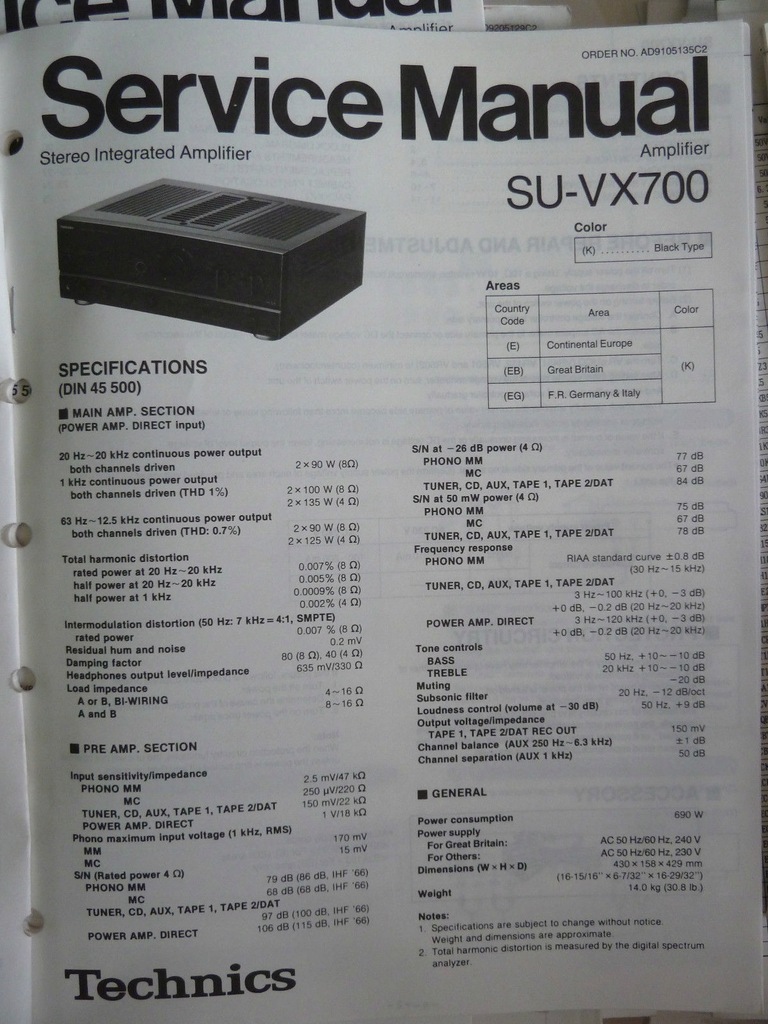 Service Manual
Amplifier
ORDER NO. AD9105135C2
Service Manual
Stereo Integrated Amplifier
Amplifier
SU-VX700
Color
(K) .......... Black Type
Areas
Country Code Area Color
(E) Continental Europe
(EB) Great Britain (K)
(EG) F.R. Germany & Italy
SPECIFICATIONS
(DIN 45 500)
■ MAIN AMP. SECTION
(POWER AMP. DIRECT input)
20 Hz~20 kHz continuous power output
both channels driven 2×90 W (8Ω)
1 kHz continuous power output
both channels driven (THD 1%) 2×100 W (8 Ω)
2×135 W (4 Ω)
63 Hz~12.5 kHz continuous power output
both channels driven (THD: 0.7%) 2×90 W (8 Ω)
2×125 W (4 Ω)
Total harmonic distortion
rated power at 20 Hz~20 kHz 0.007% (8 Ω)
half power at 20 Hz~20 kHz 0.005% (8 Ω)
half power at 1 kHz 0.0009% (8 Ω)
0.002% (4 Ω)
Intermodulation distortion (50 Hz: 7 kHz=4:1, SMPTE)
rated power 0.007 % (8 Ω)
Residual hum and noise 0.2 mV
Damping factor 80 (8 Ω), 40 (4 Ω)
Headphones output level/impedance 635 mV/330 Ω
Load impedance
A or B, BI-WIRING 4~16 Ω
A and B 8~16 Ω
■ PRE AMP. SECTION
Input sensitivity/impedance
PHONO MM 2.5 mV/47 kΩ
MC 250 μV/220 Ω
TUNER, CD, AUX, TAPE 1, TAPE 2/DAT 150 mV/22 kΩ
POWER AMP. DIRECT 1 V/18 kΩ
Phono maximum input voltage (1 kHz, RMS)
MM 170 mV
MC 15 mV
S/N (Rated power 4 Ω)
PHONO MM 79 dB (86 dB, IHF '66)
MC 68 dB (68 dB, IHF '66)
TUNER, CD, AUX, TAPE 1, TAPE 2/DAT
97 dB (100 dB, IHF '66)
POWER AMP. DIRECT 106 dB (115 dB, IHF '66)
S/N at −26 dB power (4 Ω)
PHONO MM 77 dB
MC 67 dB
TUNER, CD, AUX, TAPE 1, TAPE 2/DAT 84 dB
S/N at 50 mW power (4 Ω)
PHONO MM 75 dB
MC 67 dB
TUNER, CD, AUX, TAPE 1, TAPE 2/DAT 78 dB
Frequency response
PHONO MM RIAA standard curve ±0.8 dB
(30 Hz~15 kHz)
TUNER, CD, AUX, TAPE 1, TAPE 2/DAT
3 Hz~100 kHz (+0, −3 dB)
+0 dB, −0.2 dB (20 Hz~20 kHz)
POWER AMP. DIRECT 3 Hz~120 kHz (+0, −3 dB)
+0 dB, −0.2 dB (20 Hz~20 kHz)
Tone controls
BASS 50 Hz, +10~−10 dB
TREBLE 20 kHz +10~−10 dB
Muting −20 dB
Subsonic filter 20 Hz, −12 dB/oct
Loudness control (volume at −30 dB) 50 Hz, +9 dB
Output voltage/impedance
TAPE 1, TAPE 2/DAT REC OUT 150 mV
Channel balance (AUX 250 Hz~6.3 kHz) ±1 dB
Channel separation (AUX 1 kHz) 50 dB
■ GENERAL
Power consumption 690 W
Power supply
For Great Britain: AC 50 Hz/60 Hz, 240 V
For Others: AC 50 Hz/60 Hz, 230 V
Dimensions (W×H×D) 430×158×429 mm
(16-15/16"×6-7/32"×16-29/32")
Weight 14.0 kg (30.8 lb.)
Notes:
1. Specifications are subject to change without notice.
Weight and dimensions are approximate.
2. Total harmonic distortion is measured by the digital spectrum
analyzer.
Technics